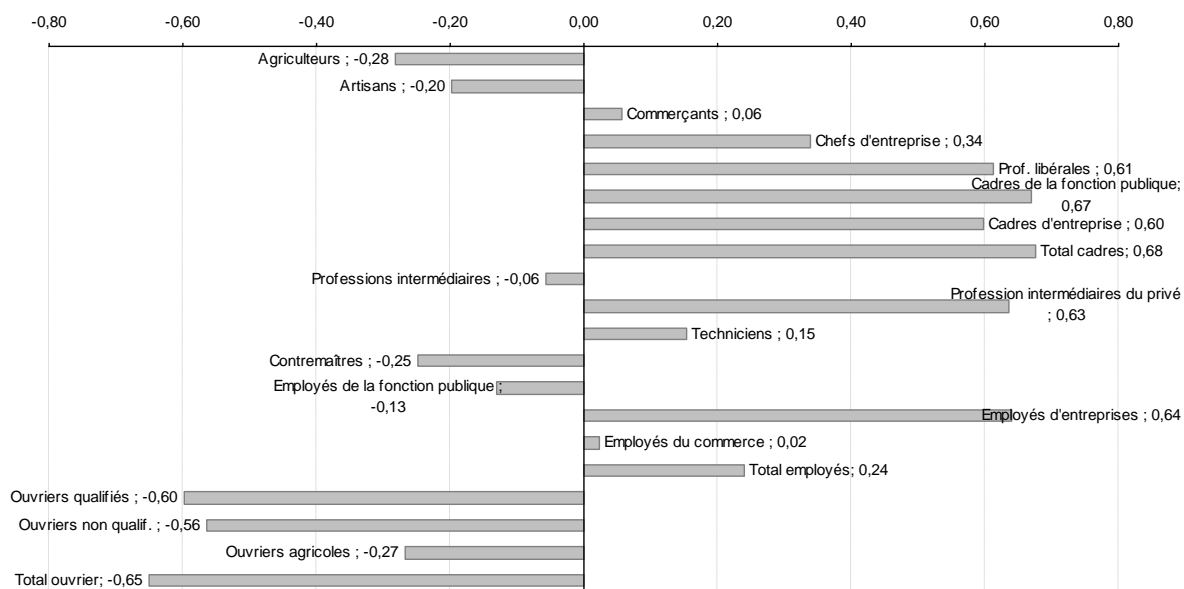 -0,80 -0,60 -0,40 -0,20 0,00 0,20 0,40 0,60 0,80
Agriculteurs ; -0,28
Artisans ; -0,20
Commerçants ; 0,06
Chefs d'entreprise ; 0,34
Prof. libérales ; 0,61
Cadres de la fonction publique;
0,67
Cadres d'entreprise ; 0,60
Total cadres; 0,68
Professions intermédiaires ; -0,06
Profession intermédiaires du privé
; 0,63
Techniciens ; 0,15
Contremaîtres ; -0,25
Employés de la fonction publique ;
-0,13
Employés d'entreprises ; 0,64
Employés du commerce ; 0,02
Total employés; 0,24
Ouvriers qualifiés ; -0,60
Ouvriers non qualif. ; -0,56
Ouvriers agricoles ; -0,27
Total ouvrier; -0,65